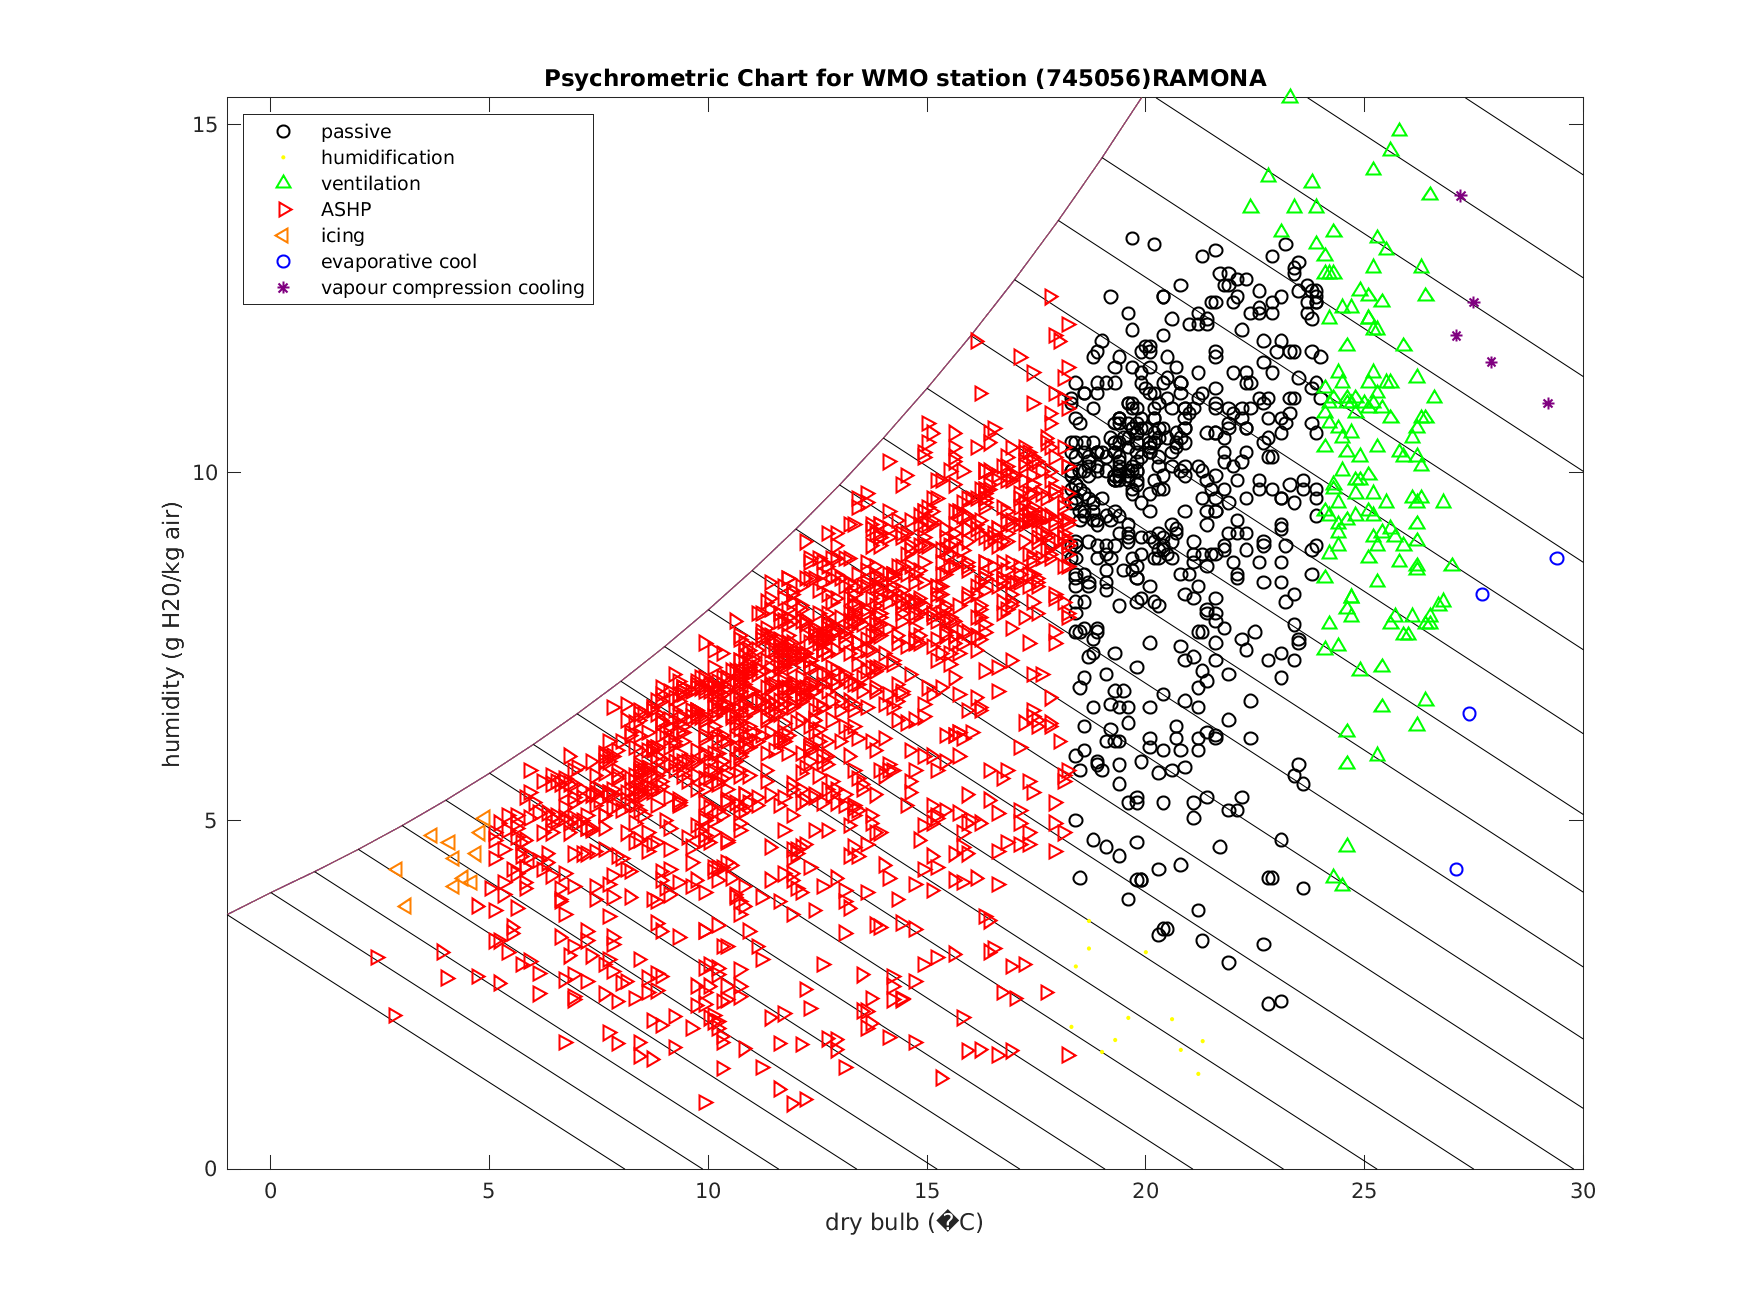 Psychrometric Chart for WMO station (745056)RAMONA
passive
humidification
ventilation
ASHP
icing
evaporative cool
vapour compression cooling
15
10
5
0
humidity (g H20/kg air)
0 5 10 15 20 25 30
dry bulb (�C)